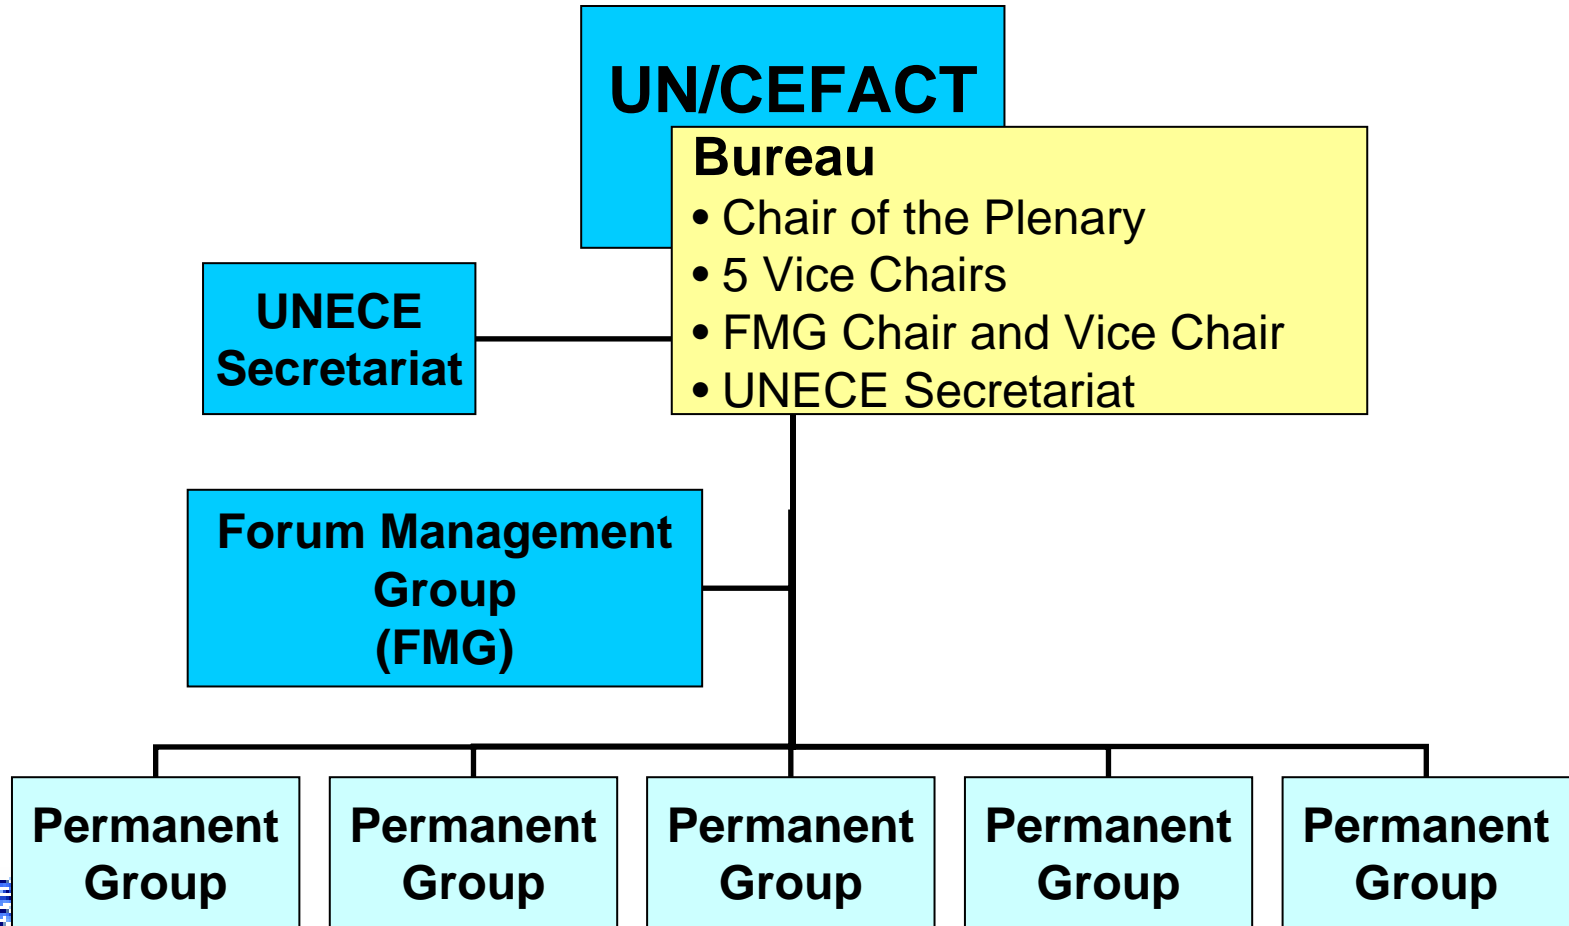 UN/CEFACT
Bureau
• Chair of the Plenary
• 5 Vice Chairs
• FMG Chair and Vice Chair
• UNECE Secretariat
UNECE
Secretariat
Forum Management
Group
(FMG)
Permanent
Group
Permanent
Group
Permanent
Group
Permanent
Group
Permanent
Group